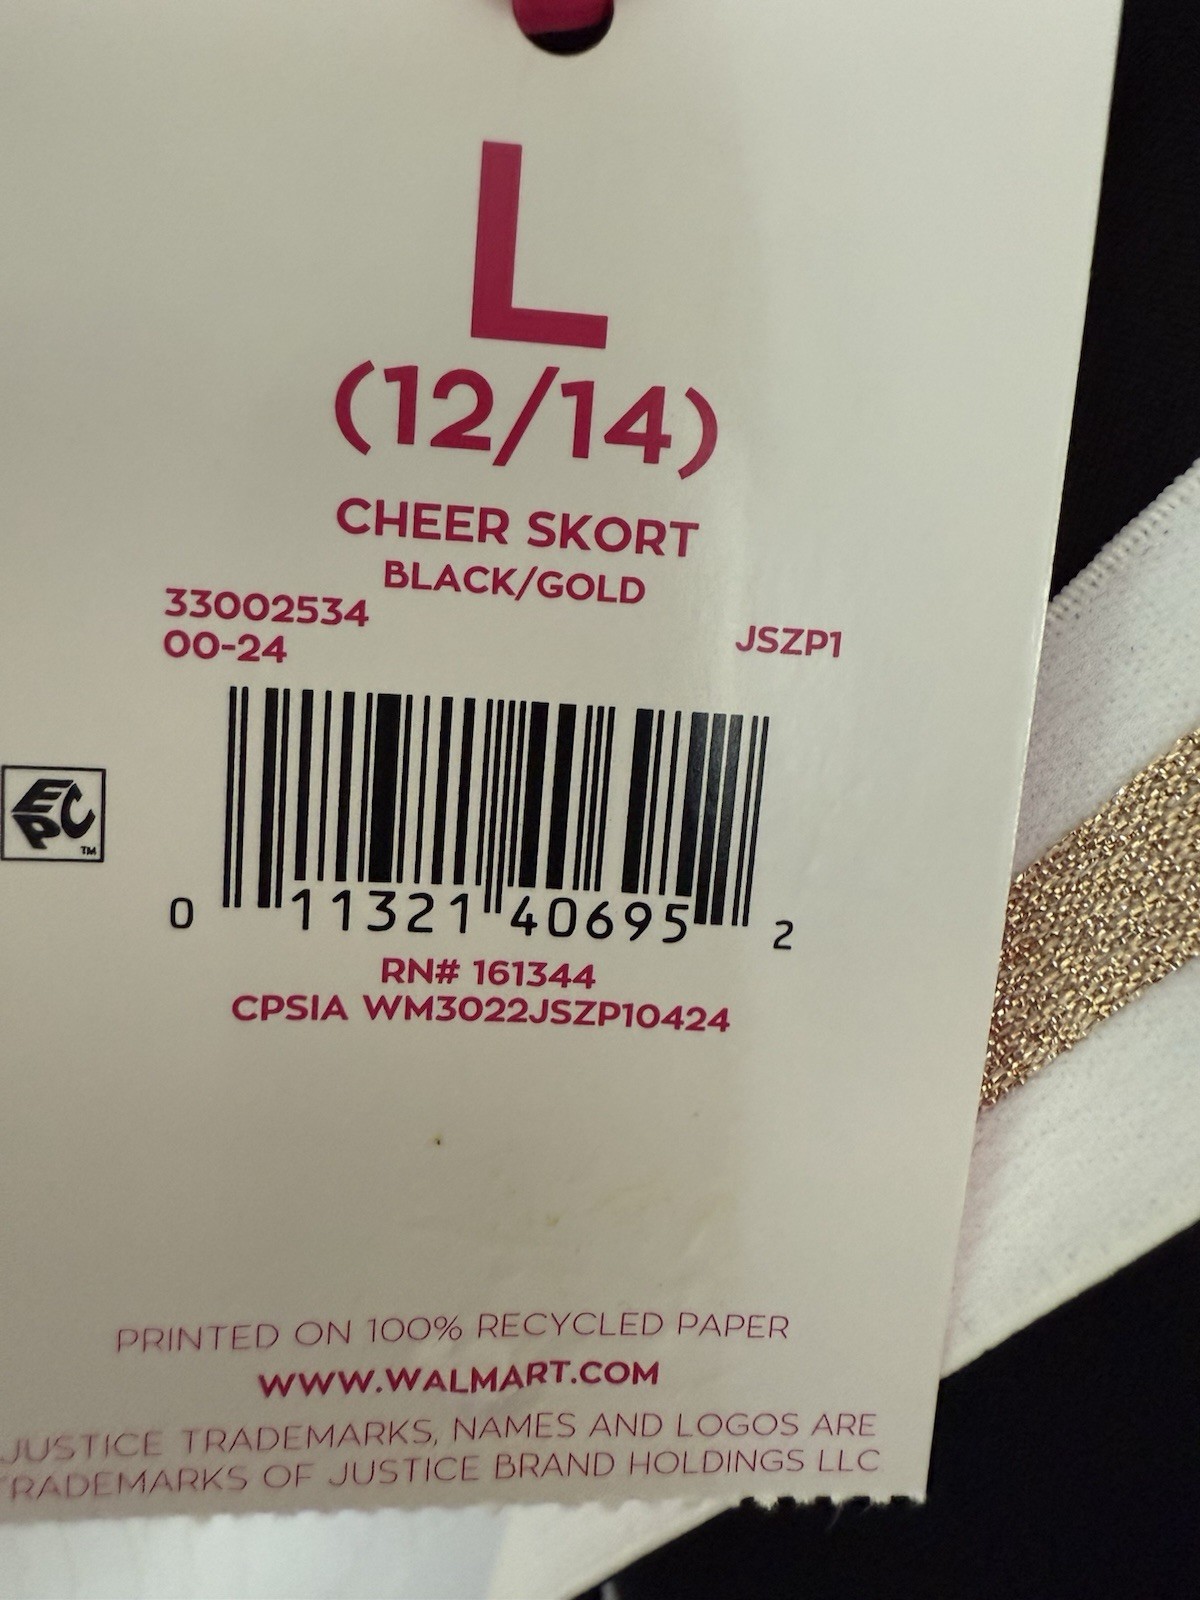 L
(12/14)
CHEER SKORT
BLACK/GOLD
33002534
00-24
JSZP1
EPC
TM
0 11321 40695 2
RN# 161344
CPSIA WM3022JSZP10424
PRINTED ON 100% RECYCLED PAPER
WWW.WALMART.COM
JUSTICE TRADEMARKS, NAMES AND LOGOS ARE
TRADEMARKS OF JUSTICE BRAND HOLDINGS LLC